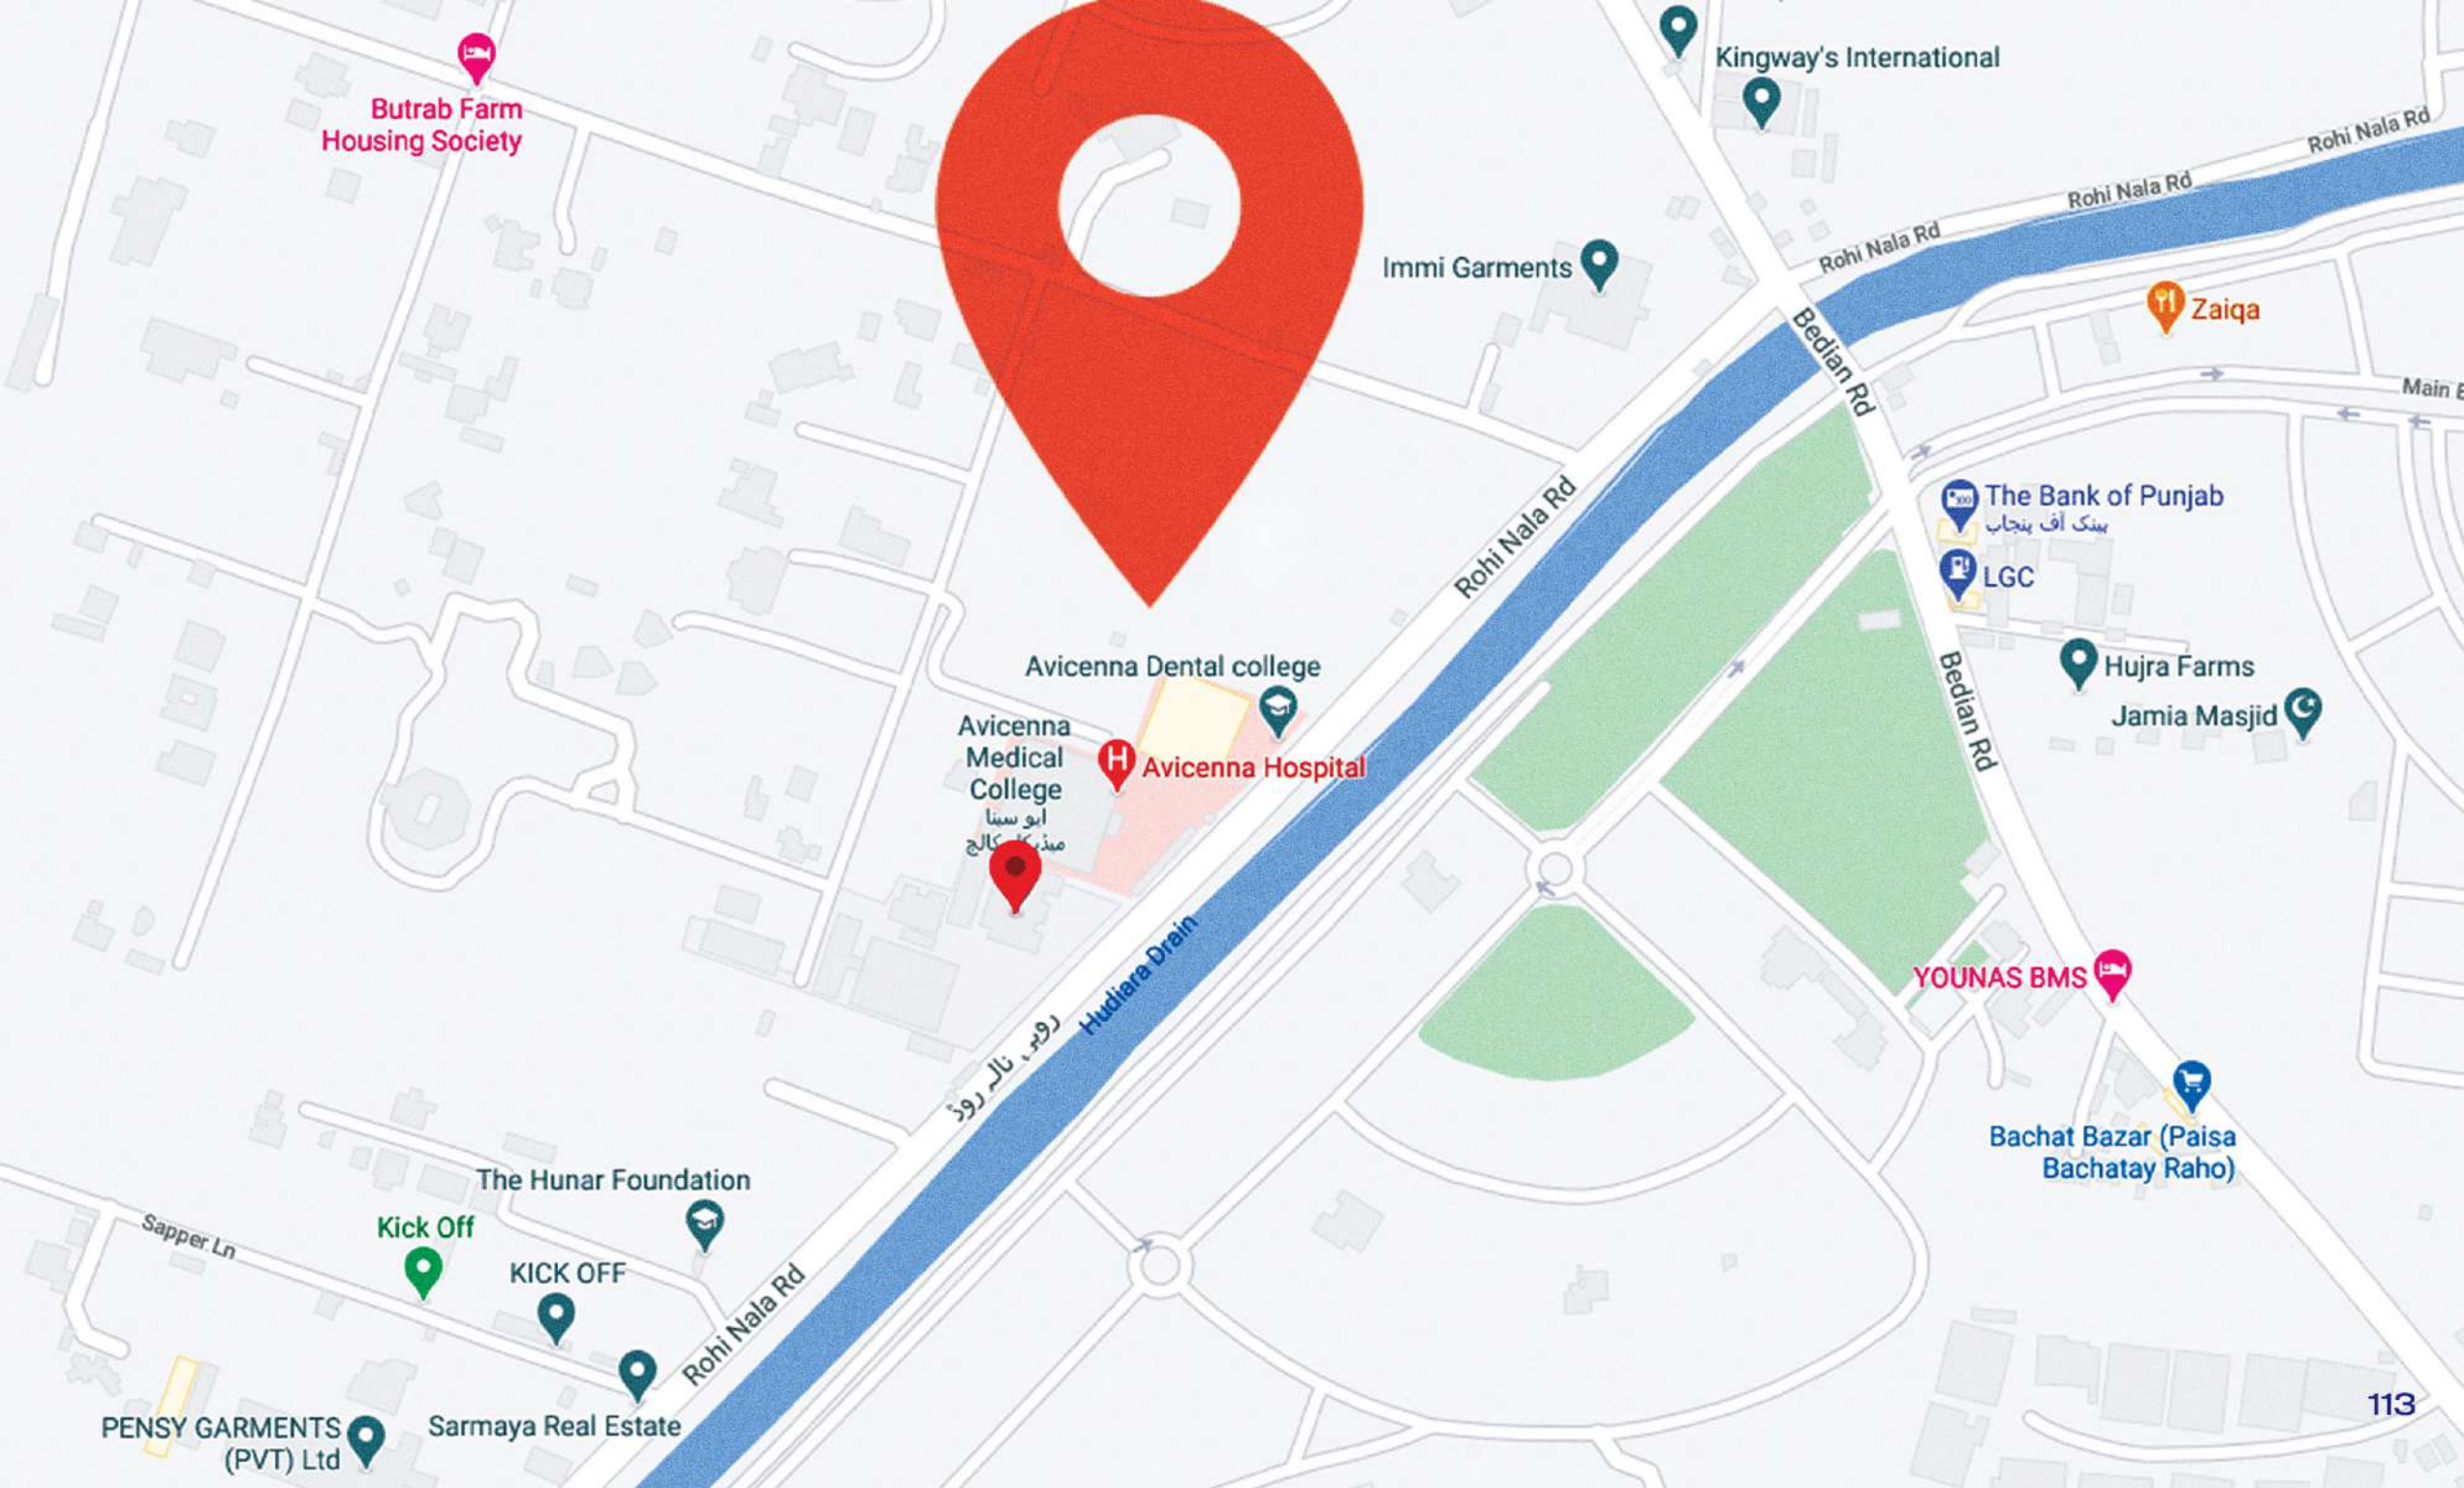 Kingway's International
Butrab Farm
Housing Society
Rohi Nala Rd
Rohi Nala Rd
Rohi Nala Rd
Immi Garments
Zaiqa
Bedian Rd
Main
The Bank of Punjab
بینک آف پنجاب
Rohi Nala Rd
LGC
Avicenna Dental college
Hujra Farms
Jamia Masjid
Bedian Rd
Avicenna
Medical
College
ابو سینا
کالج
Avicenna Hospital
Hudiara Drain
YOUNAS BMS
روہی نالہ روڈ
Bachat Bazar (Paisa
Bachatay Raho)
The Hunar Foundation
Sapper Ln
Kick Off
KICK OFF
Rohi Nala Rd
Sarmaya Real Estate
PENSY GARMENTS
(PVT) Ltd
113